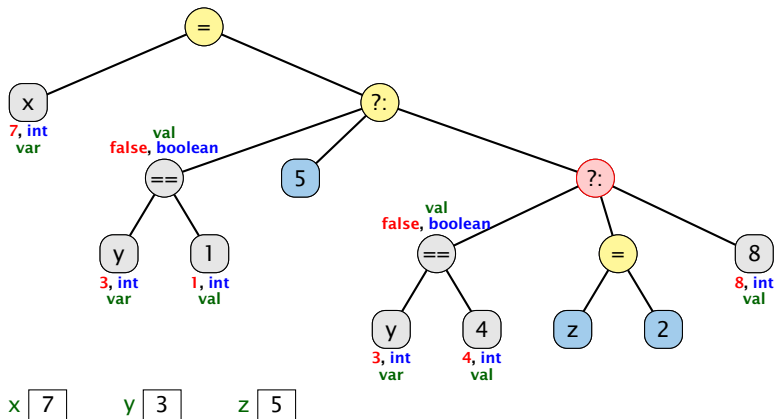 =
x
7, int
var
?:
val
false, boolean
==
5
?:
y
3, int
var
1
1, int
val
val
false, boolean
==
=
8
8, int
val
y
3, int
var
4
4, int
val
z
2
x 7 y 3 z 5